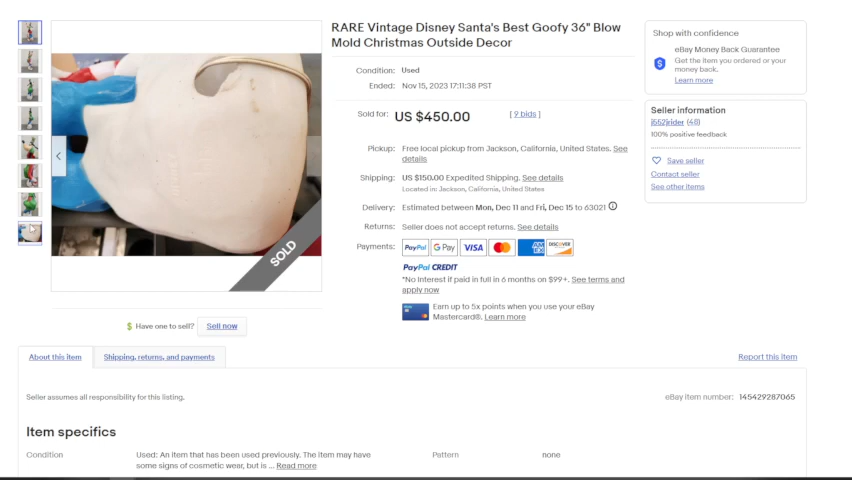 RARE Vintage Disney Santa's Best Goofy 36" Blow
Mold Christmas Outside Decor
Condition: Used
Ended: Nov 15, 2023 17:11:38 PST
Sold for: US $450.00 [ 9 bids ]
Pickup: Free local pickup from Jackson, California, United States. See
details
Shipping: US $150.00 Expedited Shipping. See details
Located in: Jackson, California, United States
Delivery: Estimated between Mon, Dec 11 and Fri, Dec 15 to 63021
Returns: Seller does not accept returns. See details
Payments: PayPal G Pay VISA DISCOVER
PayPal CREDIT
*No Interest if paid in full in 6 months on $99+. See terms and
apply now
Earn up to 5x points when you use your eBay
Mastercard®. Learn more
Shop with confidence
eBay Money Back Guarantee
Get the item you ordered or your
money back.
Learn more
Seller information
j552jrider (48)
100% positive feedback
Save seller
Contact seller
See other items
SOLD
Have one to sell? Sell now
About this item Shipping, returns, and payments Report this item
Seller assumes all responsibility for this listing. eBay item number: 145429287065
Item specifics
Condition Used: An item that has been used previously. The item may have
some signs of cosmetic wear, but is ... Read more
Pattern none